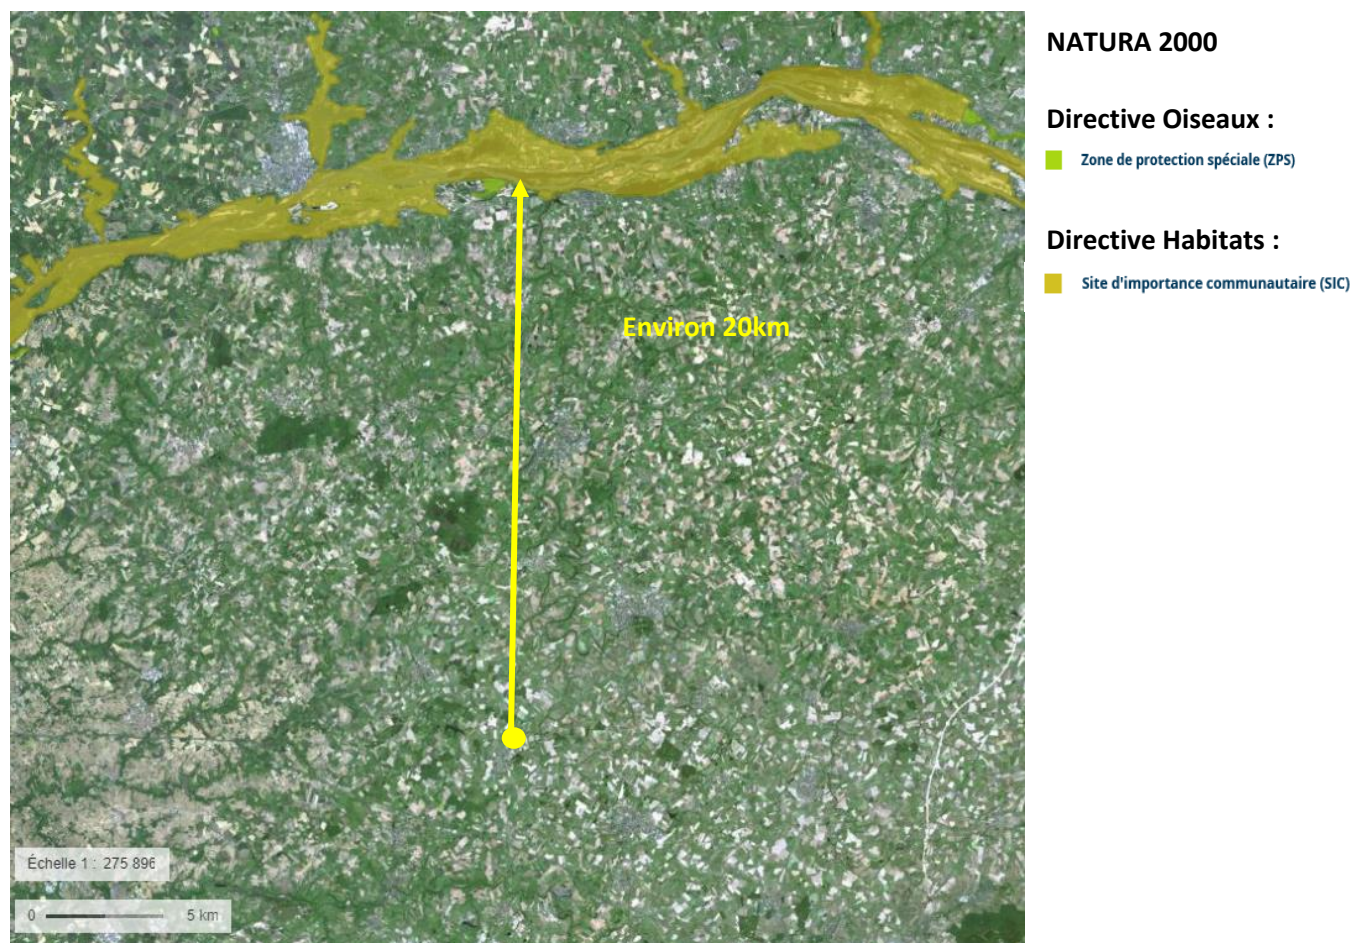 NATURA 2000
Directive Oiseaux :
Zone de protection spéciale (ZPS)
Directive Habitats :
Site d'importance communautaire (SIC)
Environ 20km
Échelle 1 : 275 896
0 5 km